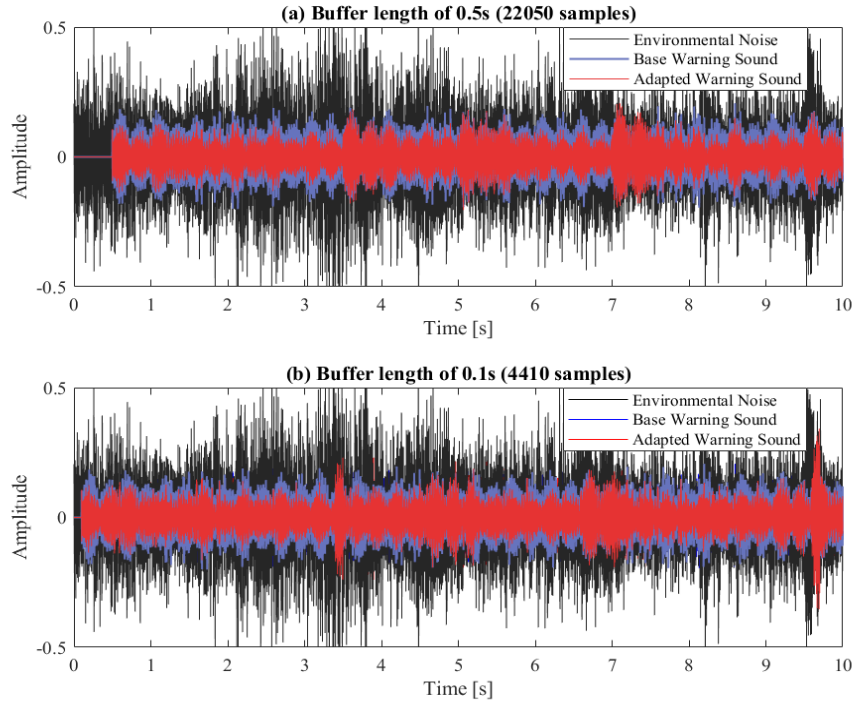 (a) Buffer length of 0.5s (22050 samples)
0.5
Environmental Noise
Base Warning Sound
Adapted Warning Sound
Amplitude
0
-0.5
0 1 2 3 4 5 6 7 8 9 10
Time [s]
(b) Buffer length of 0.1s (4410 samples)
0.5
Environmental Noise
Base Warning Sound
Adapted Warning Sound
Amplitude
0
-0.5
0 1 2 3 4 5 6 7 8 9 10
Time [s]